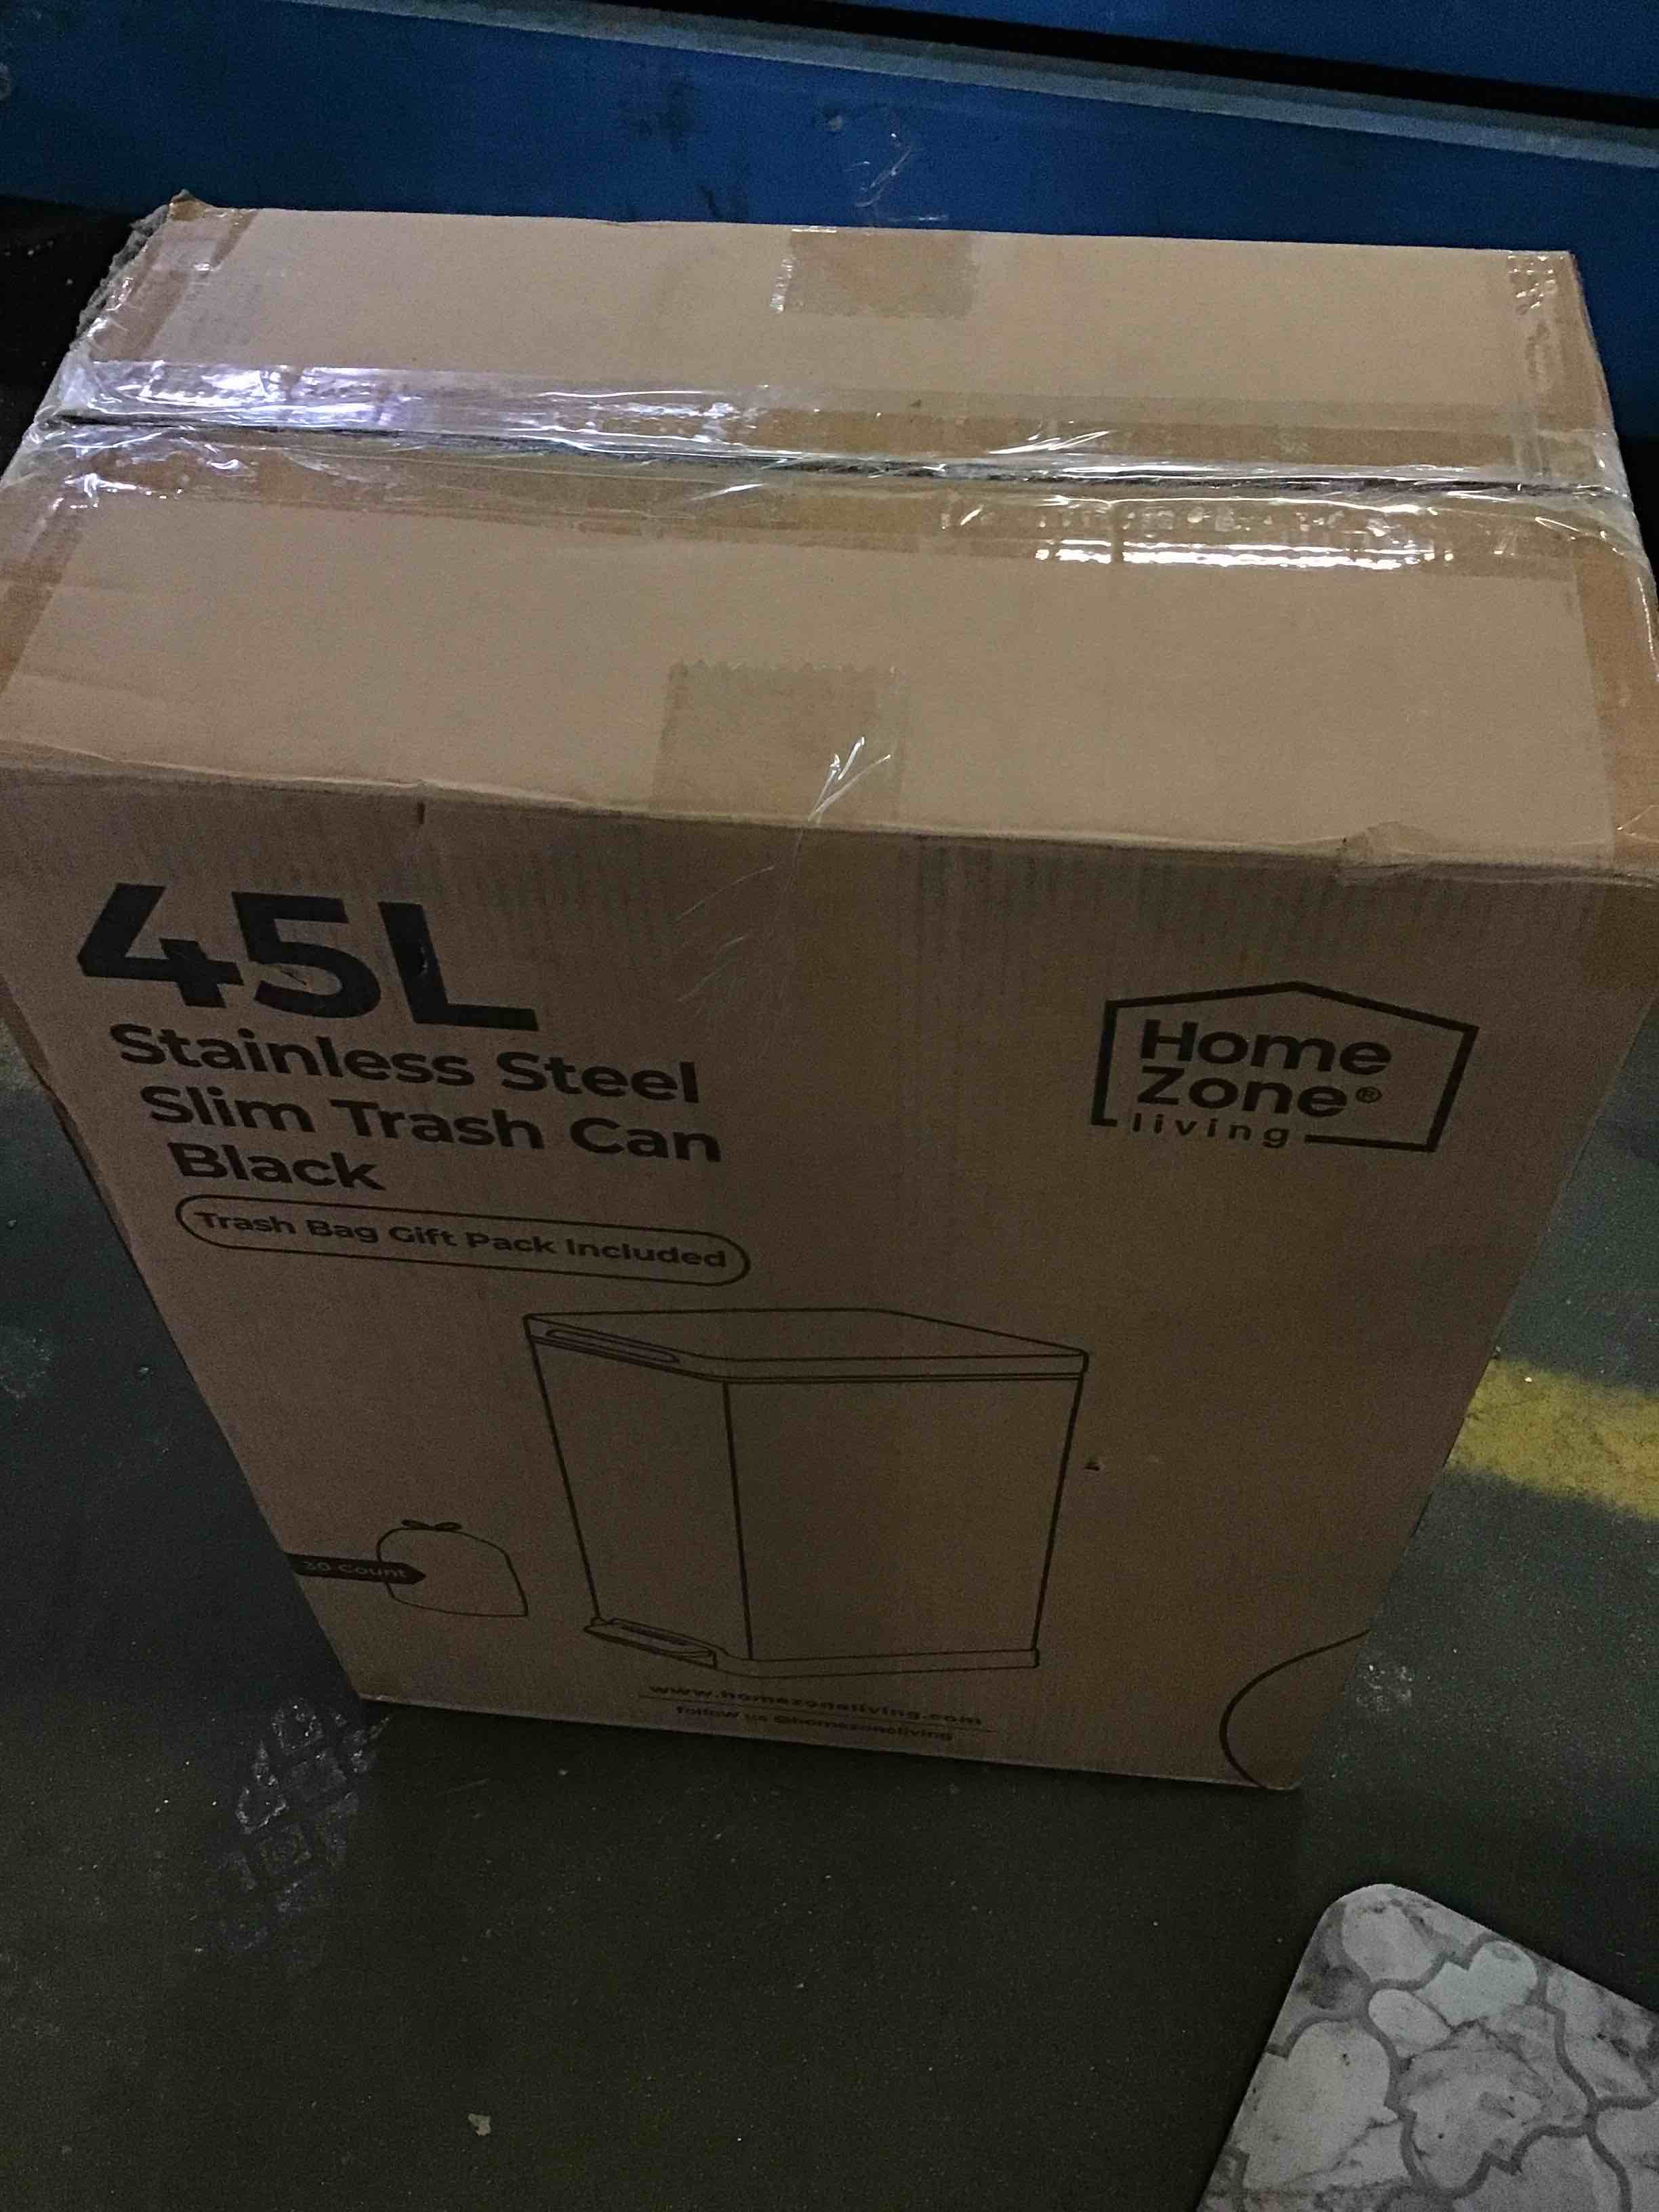 45L
Stainless Steel
Slim Trash Can
Black
Trash Bag Gift Pack Included
Home
Zone®
living
30 Count
www.homezoneliving.com
follow us @homezoneliving